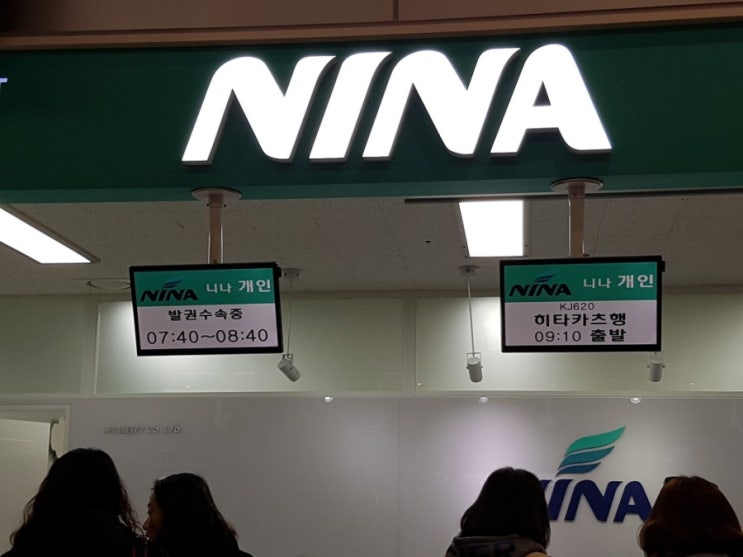 NINA
NINA 니나 개인
발권수속중
07:40~08:40
NINA 니나 개인
KJ620
히타카츠행
09:10 출발
NINA